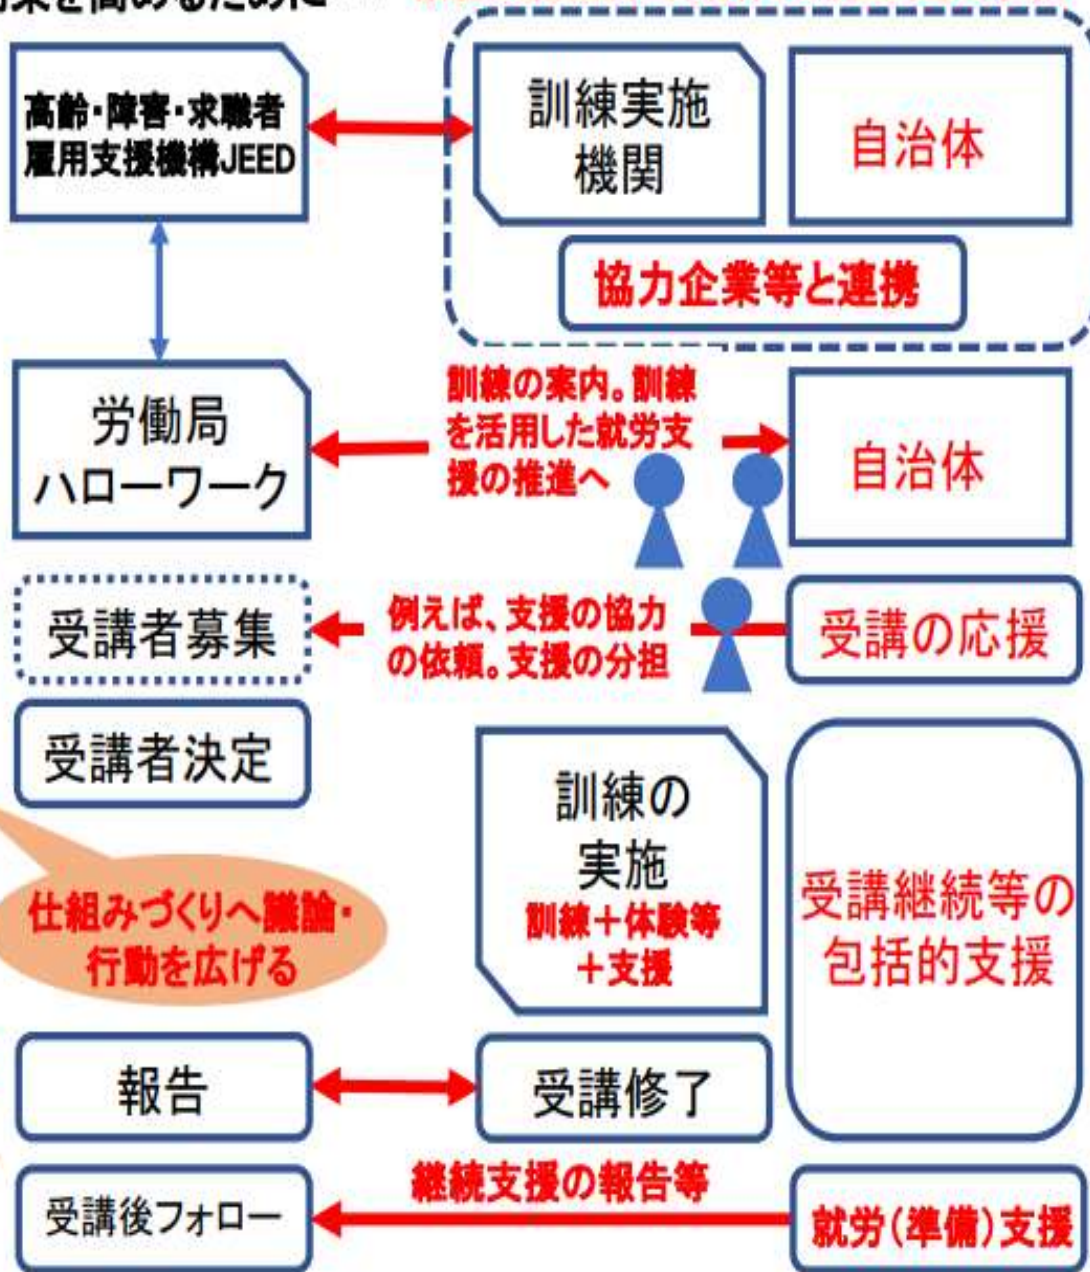 を高めるために
高齢・障害・求職者
雇用支援機構JEED
訓練実施
機関
自治体
協力企業等と連携
労働局
ハローワーク
訓練の案内。訓練
を活用した就労支
援の推進へ
自治体
受講者募集
例えば、支援の協力
の依頼。支援の分担
受講の応援
受講者決定
訓練の
実施
訓練＋体験等
＋支援
受講継続等の
包括的支援
仕組みづくりへ議論・
行動を広げる
報告
受講修了
受講後フォロー
継続支援の報告等
就労(準備)支援